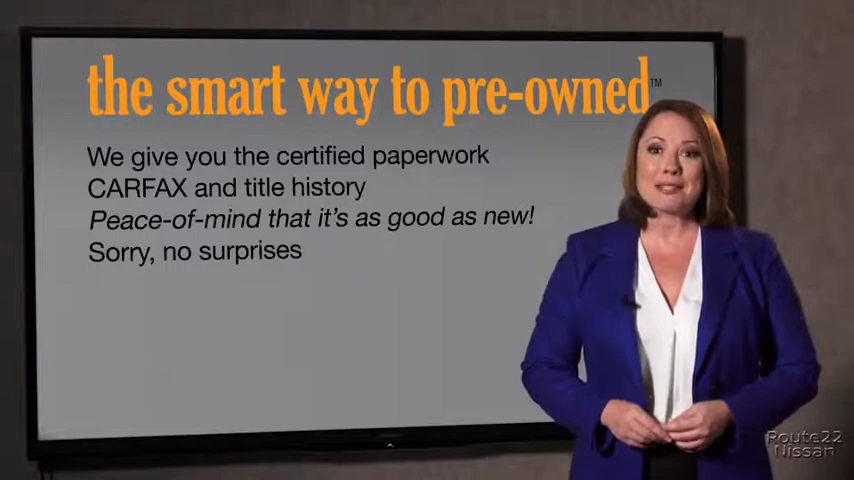 the smart way to pre-owned™
We give you the certified paperwork
CARFAX and title history
Peace-of-mind that it's as good as new!
Sorry, no surprises
Route22
Nissan